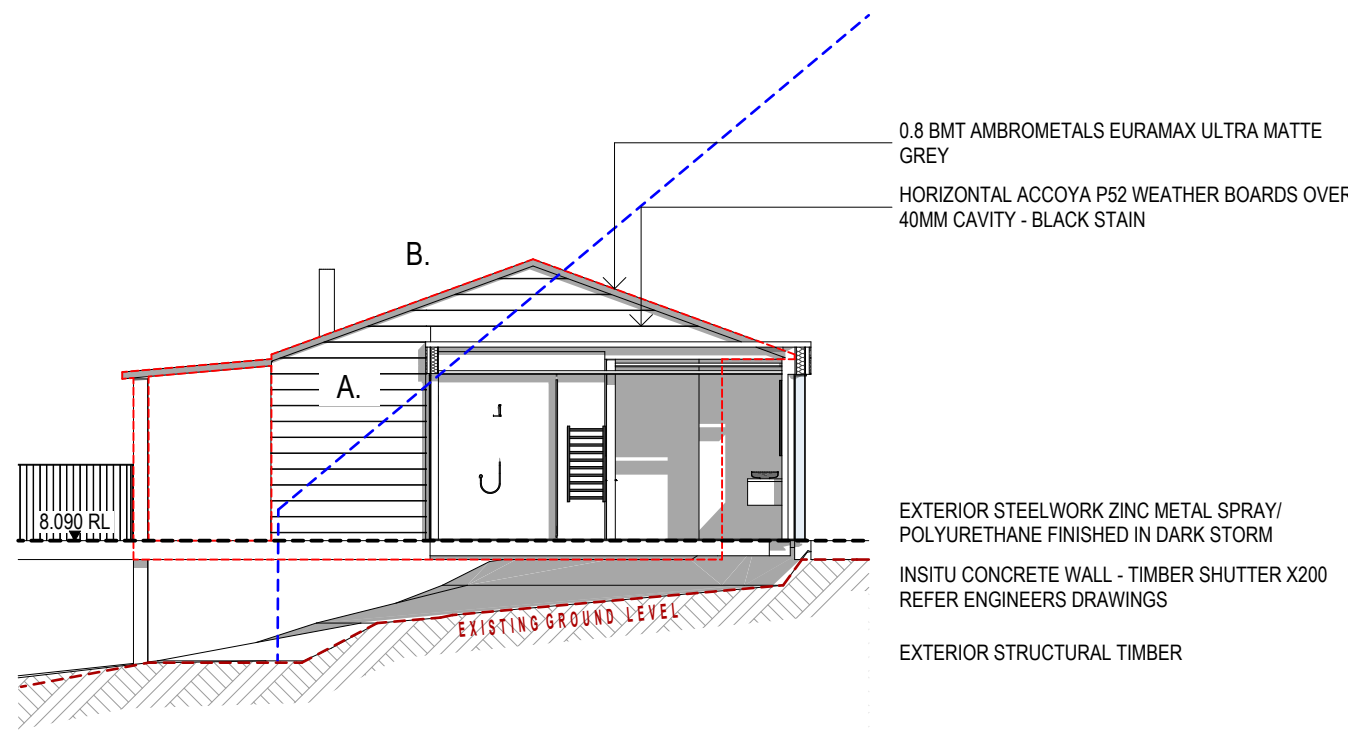 0.8 BMT AMBROMETALS EURAMAX ULTRA MATTE
GREY
HORIZONTAL ACCOYA P52 WEATHER BOARDS OVER
40MM CAVITY - BLACK STAIN
B.
A.
8.090 RL
EXTERIOR STEELWORK ZINC METAL SPRAY/
POLYURETHANE FINISHED IN DARK STORM
INSITU CONCRETE WALL - TIMBER SHUTTER X200
REFER ENGINEERS DRAWINGS
EXISTING GROUND LEVEL
EXTERIOR STRUCTURAL TIMBER